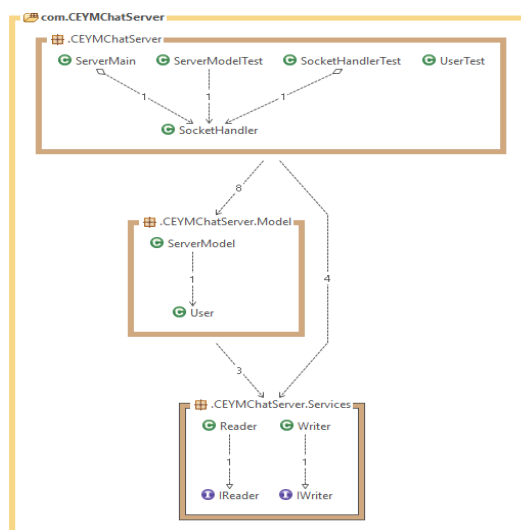 com.CEYMChatServer
.CEYMChatServer
C ServerMain C ServerModelTest C SocketHandlerTest C UserTest
1 1 1
C SocketHandler
8
4
.CEYMChatServer.Model
C ServerModel
1
C User
3
.CEYMChatServer.Services
C Reader C Writer
1 1
I IReader I IWriter